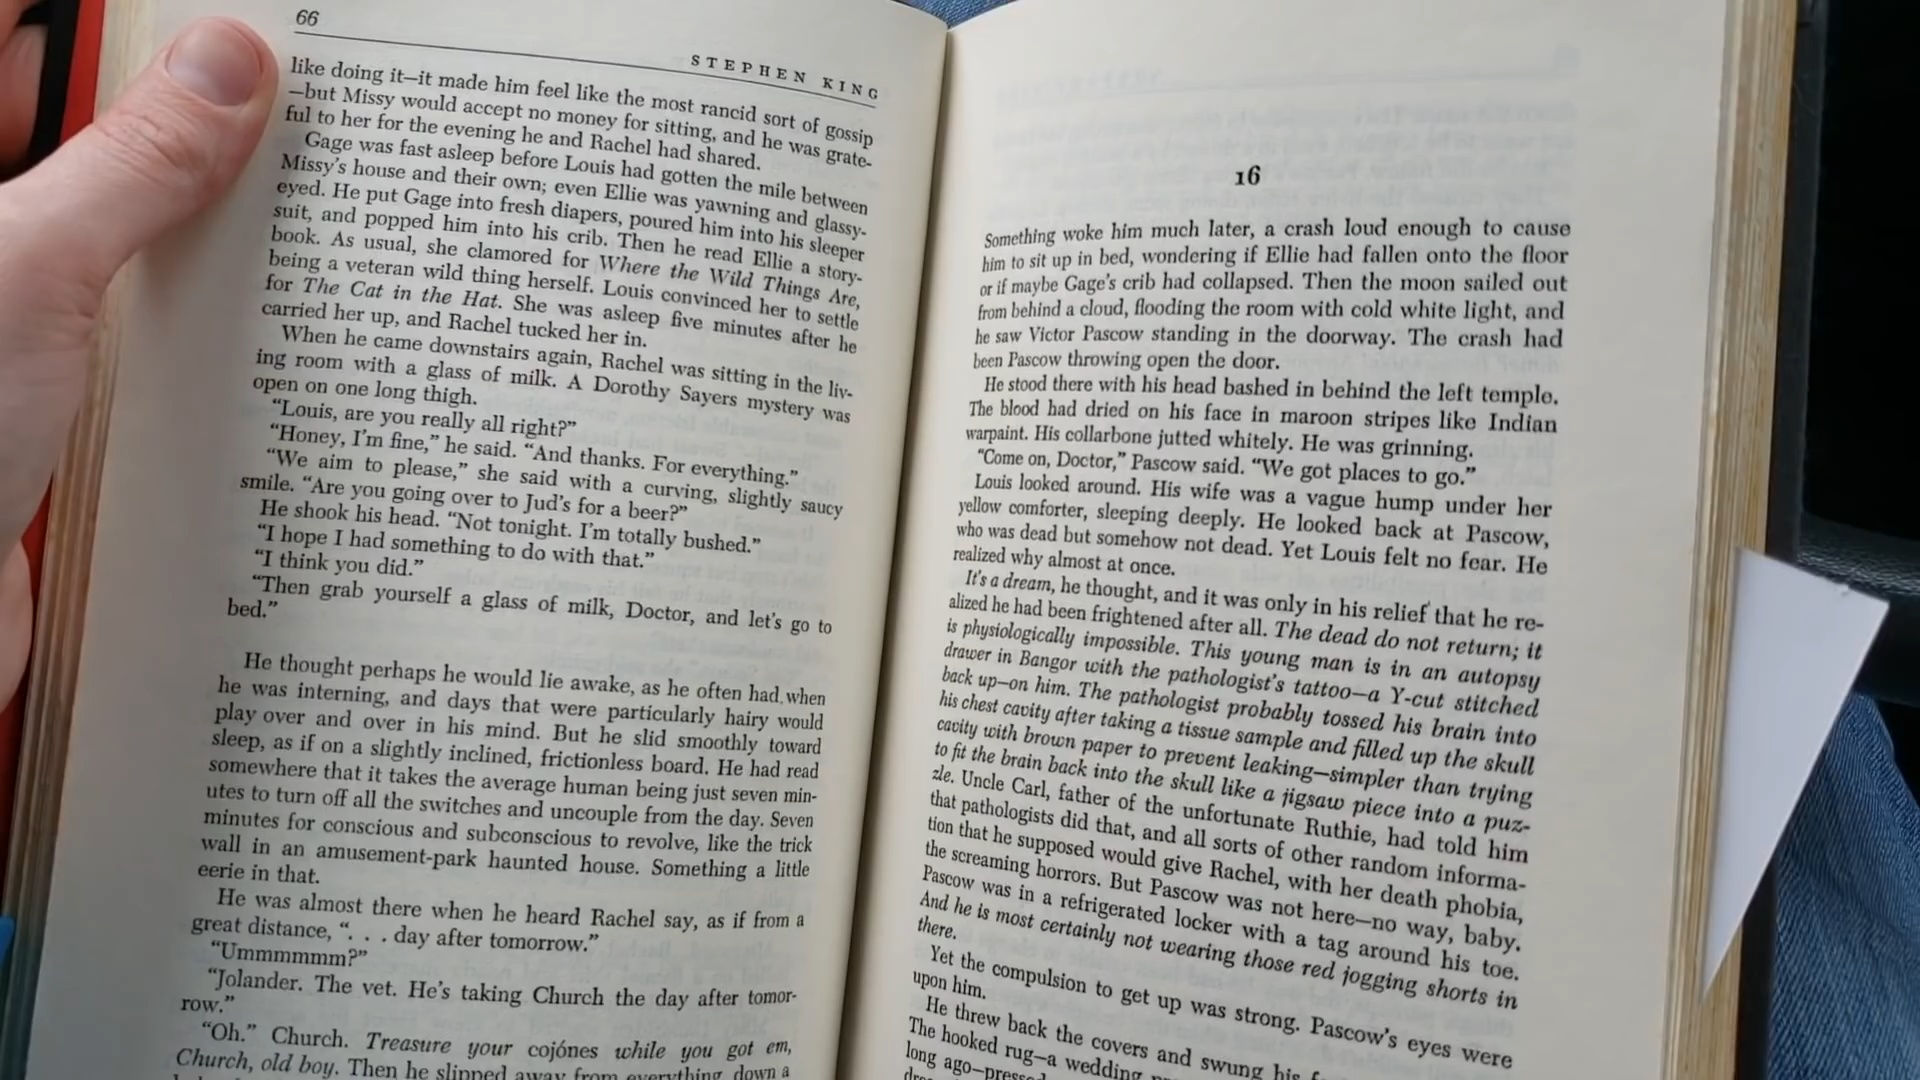 66
STEPHEN KING
like doing it—it made him feel like the most rancid sort of gossip
—but Missy would accept no money for sitting, and he was grate-
ful to her for the evening he and Rachel had shared.
Gage was fast asleep before Louis had gotten the mile between
Missy's house and their own; even Ellie was yawning and glassy-
eyed. He put Gage into fresh diapers, poured him into his sleeper
suit, and popped him into his crib. Then he read Ellie a story-
book. As usual, she clamored for Where the Wild Things Are,
being a veteran wild thing herself. Louis convinced her to settle
for The Cat in the Hat. She was asleep five minutes after he
carried her up, and Rachel tucked her in.
When he came downstairs again, Rachel was sitting in the liv-
ing room with a glass of milk. A Dorothy Sayers mystery was
open on one long thigh.
"Louis, are you really all right?"
"Honey, I'm fine," he said. "And thanks. For everything."
"We aim to please," she said with a curving, slightly saucy
smile. "Are you going over to Jud's for a beer?"
He shook his head. "Not tonight. I'm totally bushed."
"I hope I had something to do with that."
"I think you did."
"Then grab yourself a glass of milk, Doctor, and let's go to
bed."
He thought perhaps he would lie awake, as he often had when
he was interning, and days that were particularly hairy would
play over and over in his mind. But he slid smoothly toward
sleep, as if on a slightly inclined, frictionless board. He had read
somewhere that it takes the average human being just seven min-
utes to turn off all the switches and uncouple from the day. Seven
minutes for conscious and subconscious to revolve, like the trick
wall in an amusement-park haunted house. Something a little
eerie in that.
He was almost there when he heard Rachel say, as if from a
great distance, ". . . day after tomorrow."
"Ummmmmm?"
"Jolander. The vet. He's taking Church the day after tomor-
row."
"Oh." Church. Treasure your cojónes while you got em,
Church, old boy. Then he slipped away from everything, down a
16
Something woke him much later, a crash loud enough to cause
him to sit up in bed, wondering if Ellie had fallen onto the floor
or if maybe Gage's crib had collapsed. Then the moon sailed out
from behind a cloud, flooding the room with cold white light, and
he saw Victor Pascow standing in the doorway. The crash had
been Pascow throwing open the door.
He stood there with his head bashed in behind the left temple.
The blood had dried on his face in maroon stripes like Indian
warpaint. His collarbone jutted whitely. He was grinning.
"Come on, Doctor," Pascow said. "We got places to go."
Louis looked around. His wife was a vague hump under her
yellow comforter, sleeping deeply. He looked back at Pascow,
who was dead but somehow not dead. Yet Louis felt no fear. He
realized why almost at once.
It's a dream, he thought, and it was only in his relief that he re-
alized he had been frightened after all. The dead do not return; it
is physiologically impossible. This young man is in an autopsy
drawer in Bangor with the pathologist's tattoo—a Y-cut stitched
back up—on him. The pathologist probably tossed his brain into
his chest cavity after taking a tissue sample and filled up the skull
cavity with brown paper to prevent leaking—simpler than trying
to fit the brain back into the skull like a jigsaw piece into a puz-
zle. Uncle Carl, father of the unfortunate Ruthie, had told him
that pathologists did that, and all sorts of other random informa-
tion that he supposed would give Rachel, with her death phobia,
the screaming horrors. But Pascow was not here—no way, baby.
Pascow was in a refrigerated locker with a tag around his toe.
And he is most certainly not wearing those red jogging shorts in
there.
Yet the compulsion to get up was strong. Pascow's eyes were
upon him.
He threw back the covers and swung his
The hooked rug—a wedding
long ago—